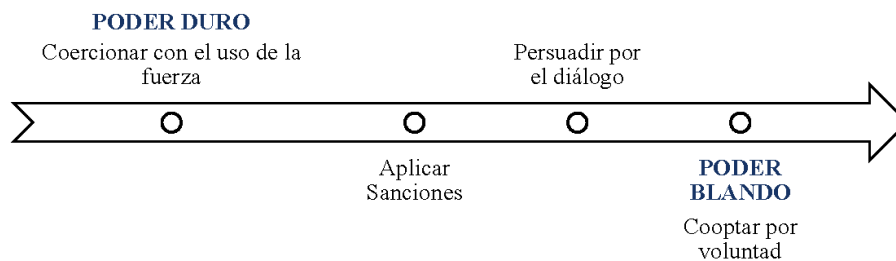 PODER DURO
Coercionar con el uso de la
fuerza
Persuadir por
el diálogo
Aplicar
Sanciones
PODER
BLANDO
Cooptar por
voluntad